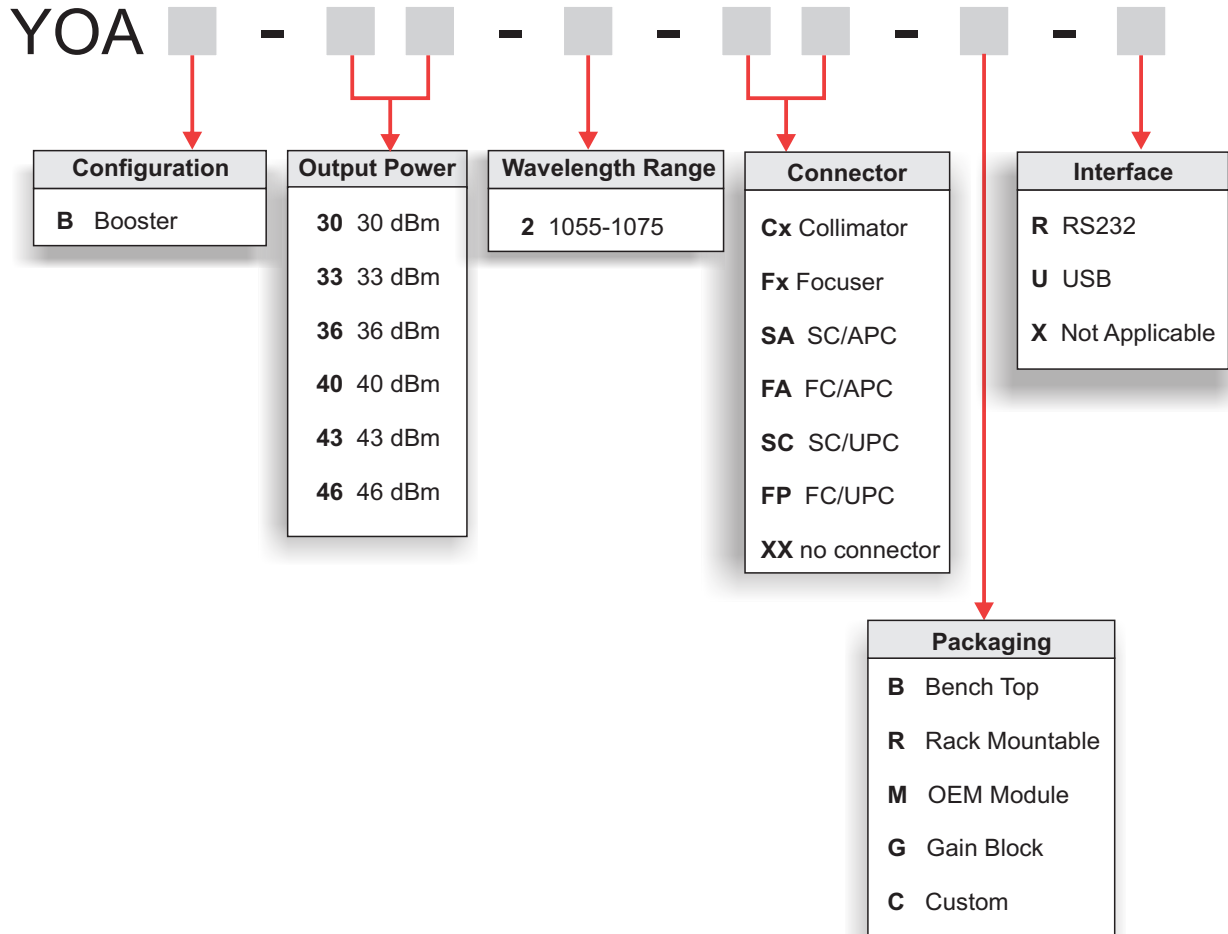 YOA - - - - -
Configuration
B Booster
Output Power
30 30 dBm
33 33 dBm
36 36 dBm
40 40 dBm
43 43 dBm
46 46 dBm
Wavelength Range
2 1055-1075
Connector
Cx Collimator
Fx Focuser
SA SC/APC
FA FC/APC
SC SC/UPC
FP FC/UPC
XX no connector
Interface
R RS232
U USB
X Not Applicable
Packaging
B Bench Top
R Rack Mountable
M OEM Module
G Gain Block
C Custom